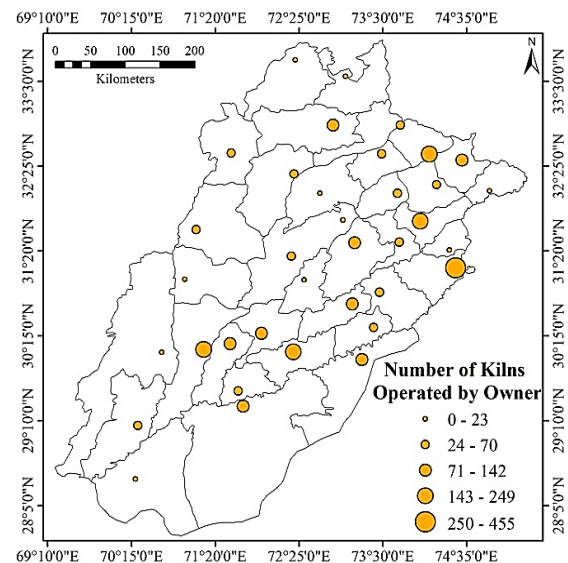 69°10'0"E 70°15'0"E 71°20'0"E 72°25'0"E 73°30'0"E 74°35'0"E
0 50 100 150 200
Kilometers
N
33°30'0"N 33°30'0"N
32°25'0"N 32°25'0"N
31°20'0"N 31°20'0"N
30°15'0"N 30°15'0"N
29°10'0"N 29°10'0"N
28°5'0"N 28°5'0"N
Number of Kilns
Operated by Owner
0 - 23
24 - 70
71 - 142
143 - 249
250 - 455
69°10'0"E 70°15'0"E 71°20'0"E 72°25'0"E 73°30'0"E 74°35'0"E